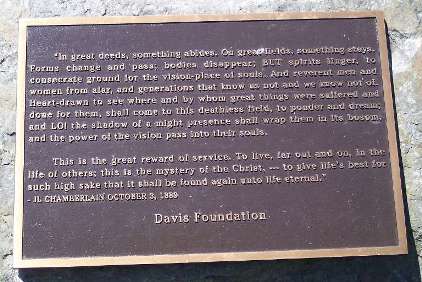 "In great deeds, something abides. On great fields, something stays.
Forms change and pass; bodies disappear; BUT spirits linger, to
consecrate ground for the vision-place of souls. And reverent men and
women from afar, and generations that know us not and we know not of,
Heart-drawn to see where and by whom great things were suffered and
done for them, shall come to this deathless field, to ponder and dream;
and LO! the shadow of a might presence shall wrap them in its bosom,
and the power of the vision pass into their souls.
This is the great reward of service. To live, far out and on, in the
life of others; this is the mystery of the Christ, -- to give life's best for
such high sake that it shall be found again unto life eternal."
- JL CHAMBERLAIN OCTOBER 3, 1889
Davis Foundation